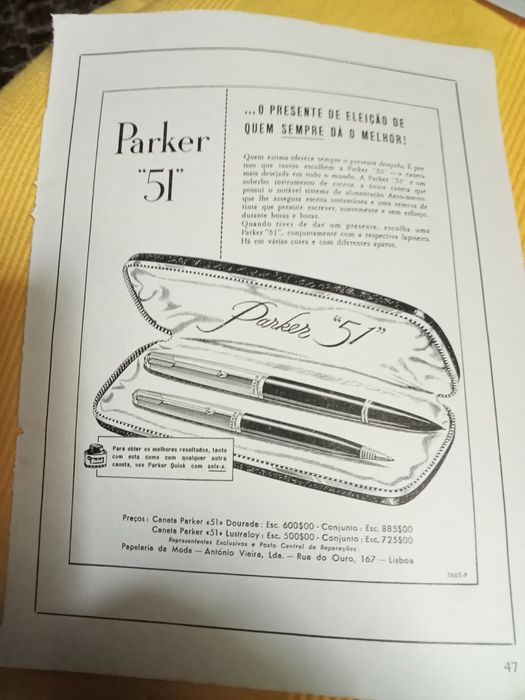 Parker
"51"
...O PRESENTE DE ELEIÇÃO DE
QUEM SEMPRE DÁ O MELHOR!
Quem estima oferece sempre o presente desejado. É por
isso que tantos escolhem a Parker "51" — a caneta
mais desejada em todo o mundo. A Parker "51" é um
soberbo instrumento de escrita, a única caneta que
possui o notável sistema de alimentação Aero-metric
que lhe assegura escrita instantânea e uma reserva de
tinta que permite escrever, suavemente e sem esforço,
durante horas e horas.
Quando tiver de dar um presente, escolha uma
Parker "51", conjuntamente com a respectiva lapiseira.
Há em várias cores e com diferentes aparos.
Parker "51"
Quink
Para obter os melhores resultados, tanto
com esta como com qualquer outra
caneta, use Parker Quink com solv-x.
Preços: Caneta Parker «51» Dourada: Esc. 600$00 - Conjunto: Esc. 885$00
Caneta Parker «51» Lustraloy: Esc. 500$00 - Conjunto: Esc. 725$00
Representantes Exclusivos e Posto Central de Reparações
Papelaria da Moda — António Vieira, Lda. — Rua do Ouro, 167 — Lisboa
5665-P
47